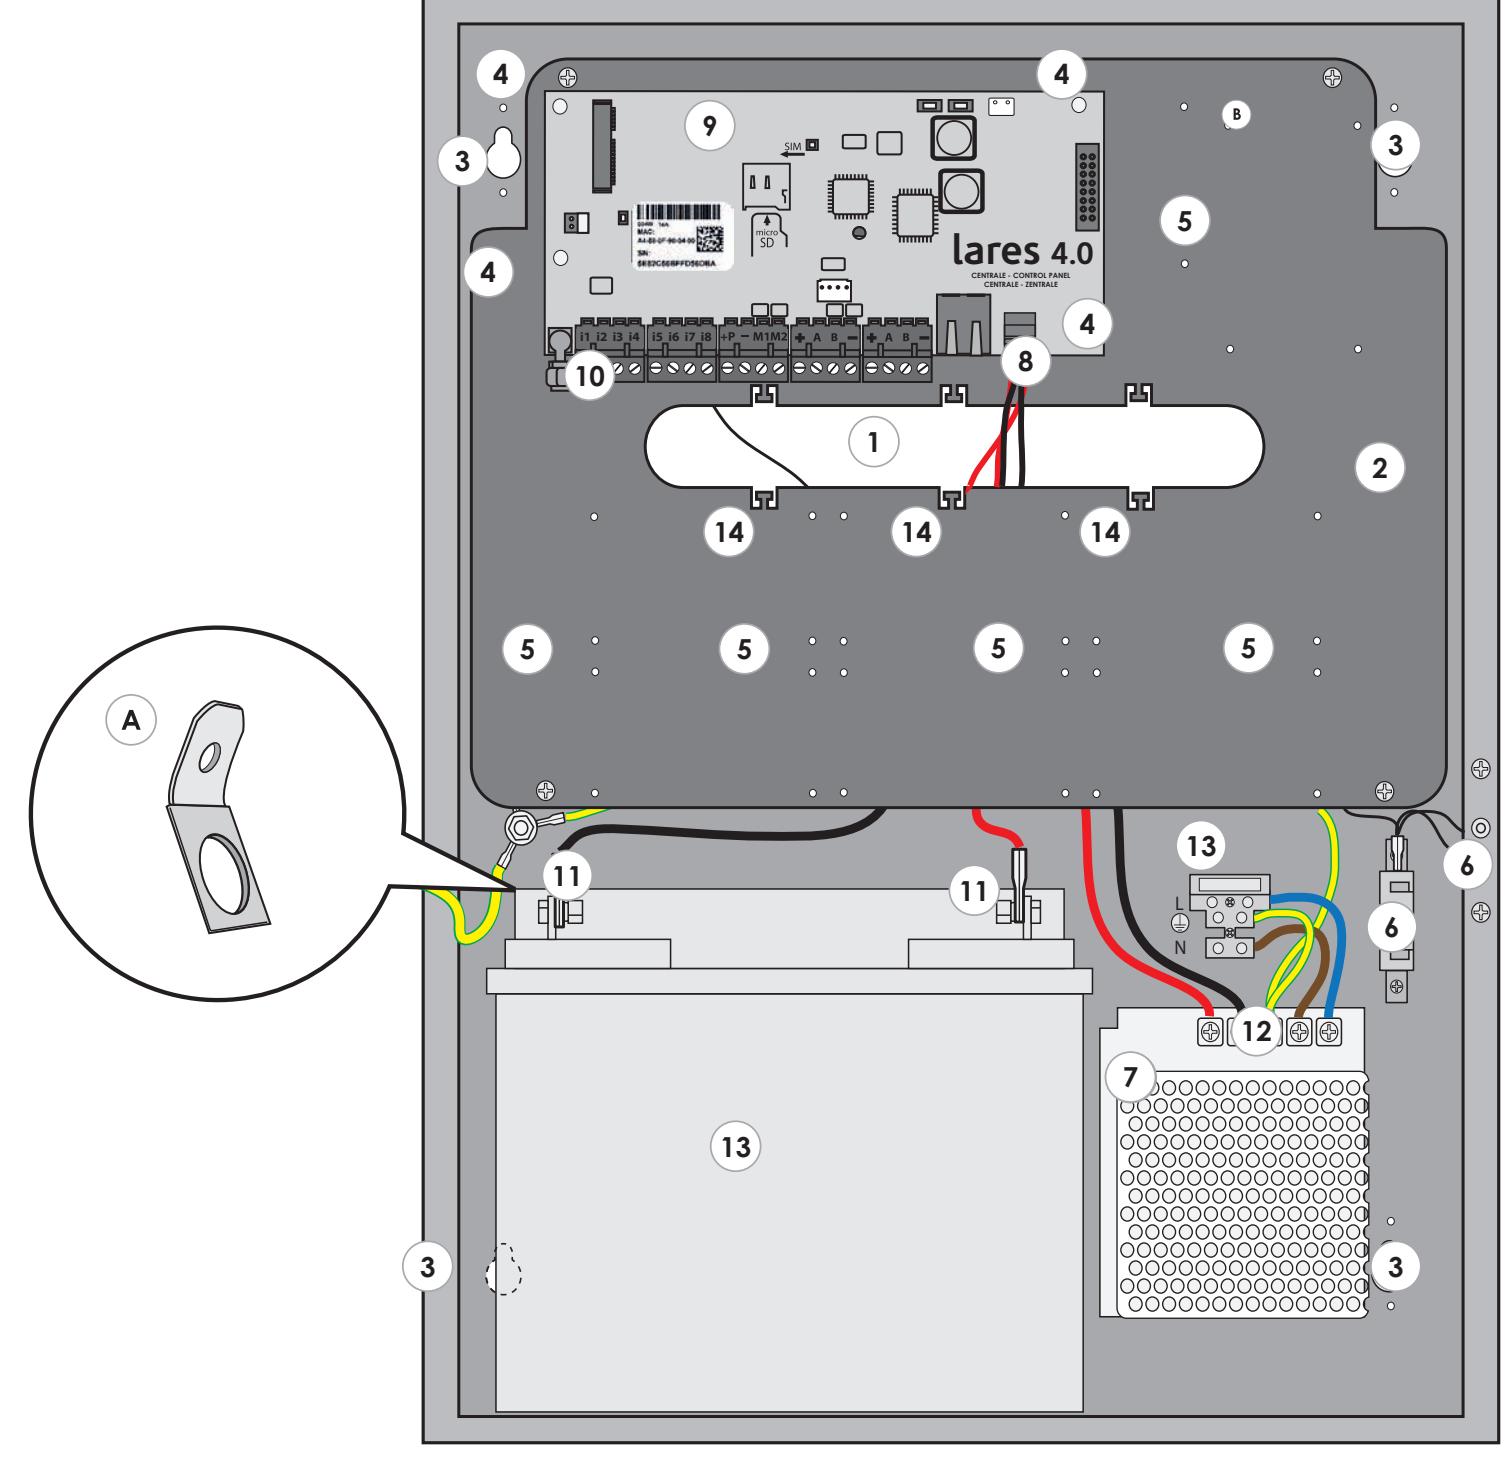 4
4
9
B
3
SIM
3
micro
SD
MAC:
SN:
5
lares 4.0
CENTRALE - CONTROL PANEL
CENTRALE - ZENTRALE
4
4
i1 i2 i3 i4
i5 i6 i7 i8
+P − M1 M2
+ A B −
+ A B −
8
10
1
2
14
14
14
5
5
5
5
A
13
6
11
11
L
N
6
12
7
13
3
3